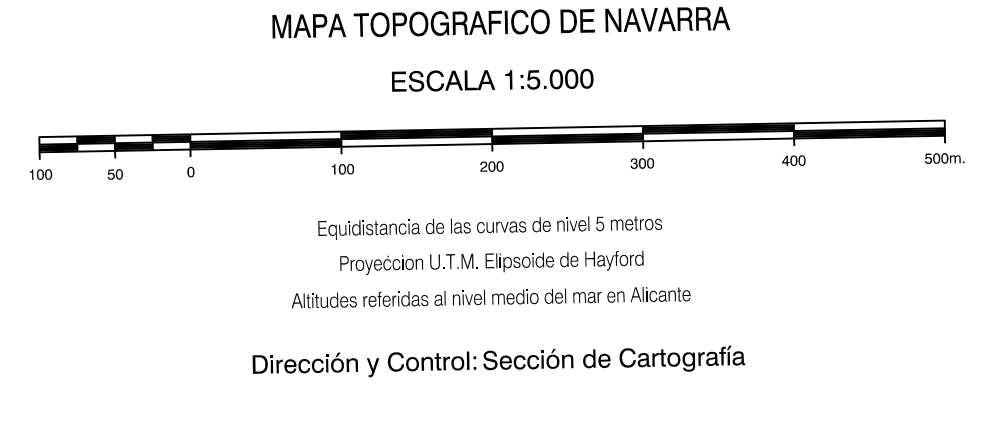 MAPA TOPOGRAFICO DE NAVARRA
ESCALA 1:5.000
100 50 0 100 200 300 400 500m.
Equidistancia de las curvas de nivel 5 metros
Proyeccion U.T.M. Elipsoide de Hayford
Altitudes referidas al nivel medio del mar en Alicante
Dirección y Control: Sección de Cartografía